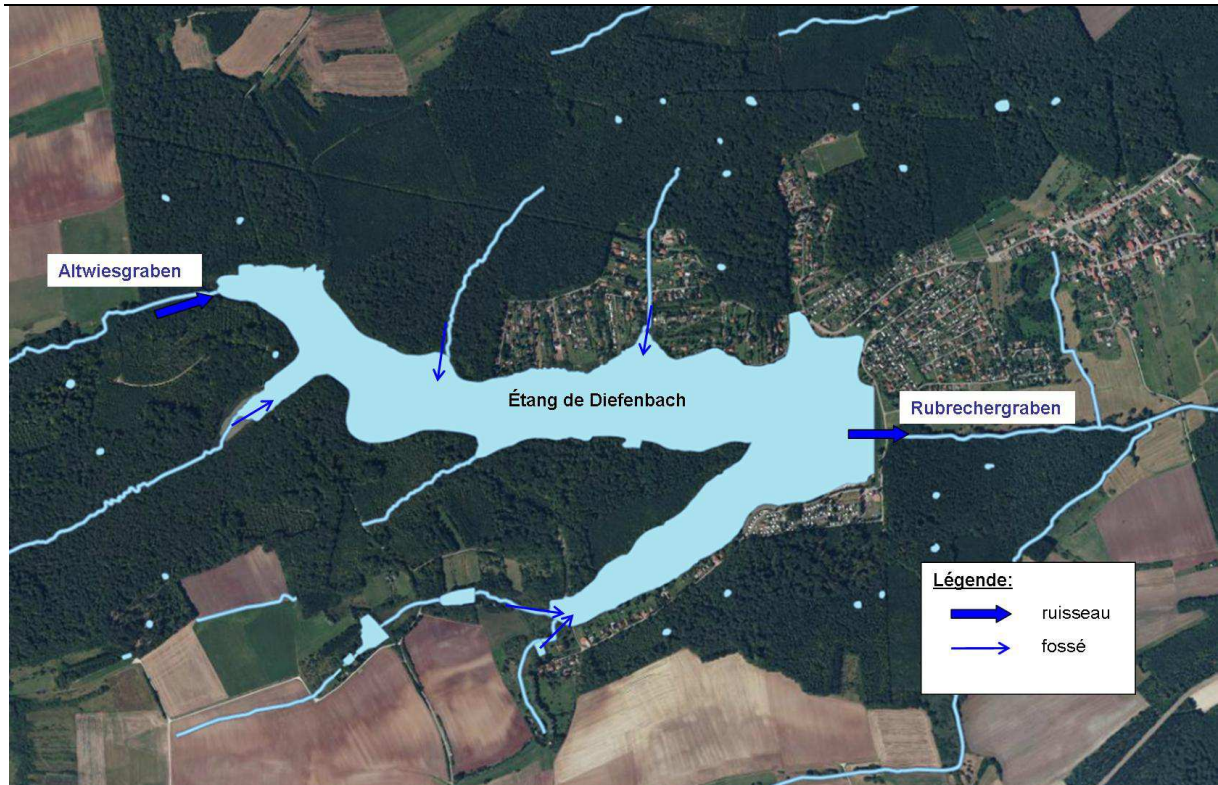 Altwiesgraben
Étang de Diefenbach
Rubrechergraben
Légende:
ruisseau
fossé